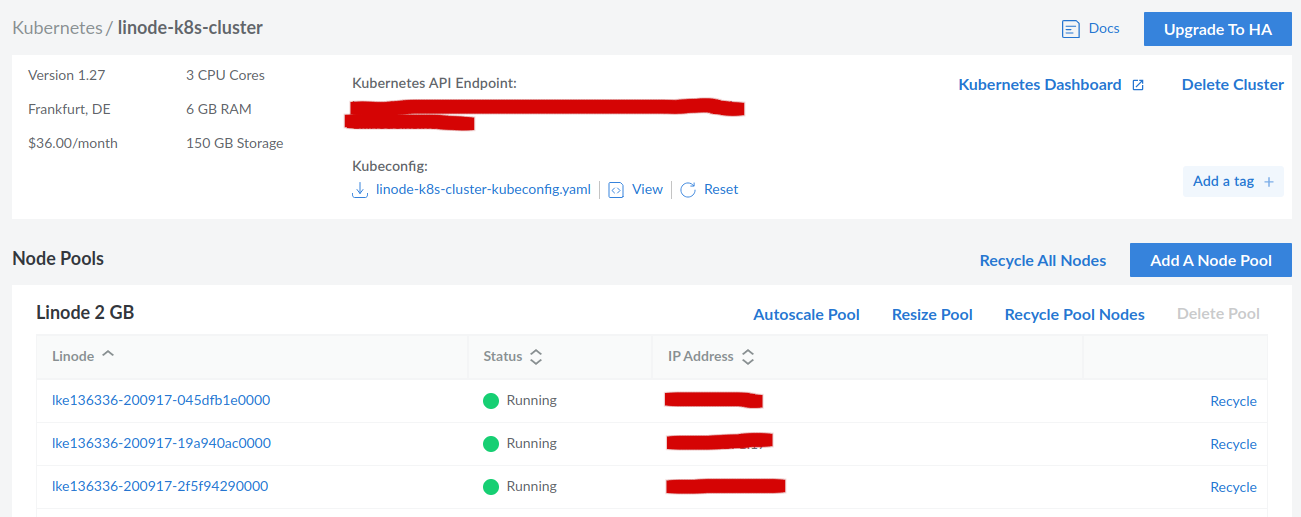 Kubernetes / linode-k8s-cluster
Docs
Upgrade To HA
Version 1.27
3 CPU Cores
Frankfurt, DE
6 GB RAM
$36.00/month
150 GB Storage
Kubernetes API Endpoint:
Kubeconfig:
linode-k8s-cluster-kubeconfig.yaml
View
Reset
Kubernetes Dashboard
Delete Cluster
Add a tag +
Node Pools
Recycle All Nodes
Add A Node Pool
Linode 2 GB
Autoscale Pool
Resize Pool
Recycle Pool Nodes
Delete Pool
Linode
Status
IP Address
lke136336-200917-045dfb1e0000
Running
Recycle
lke136336-200917-19a940ac0000
Running
Recycle
lke136336-200917-2f5f94290000
Running
Recycle